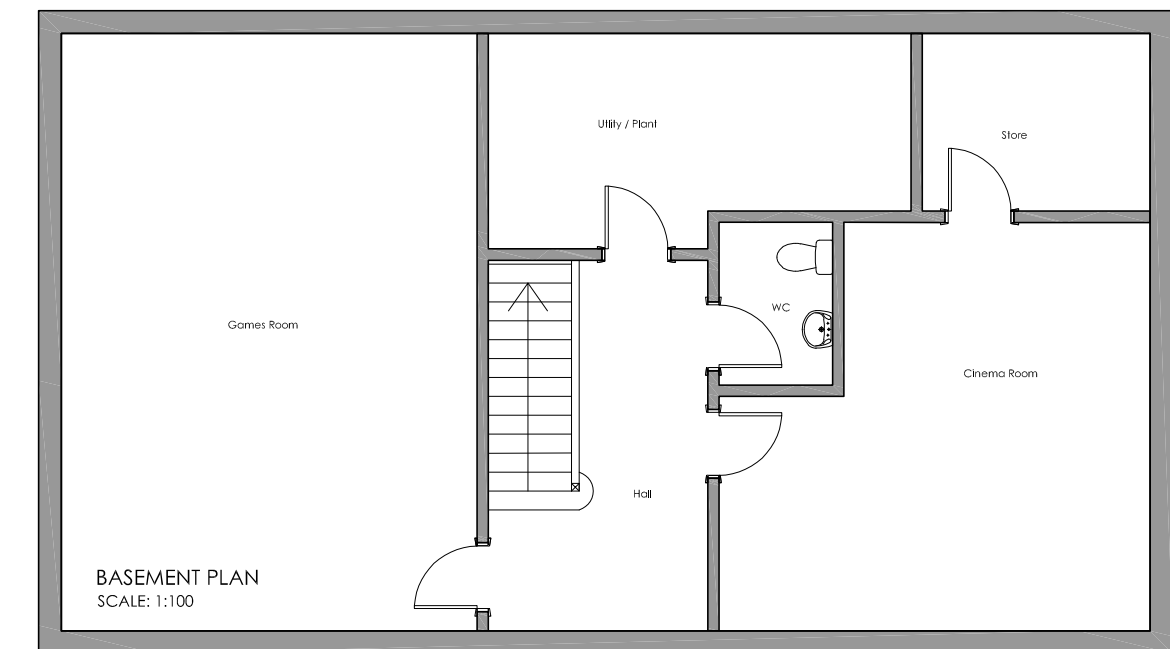 Utility / Plant
Store
WC
Games Room
Cinema Room
Hall
BASEMENT PLAN
SCALE: 1:100